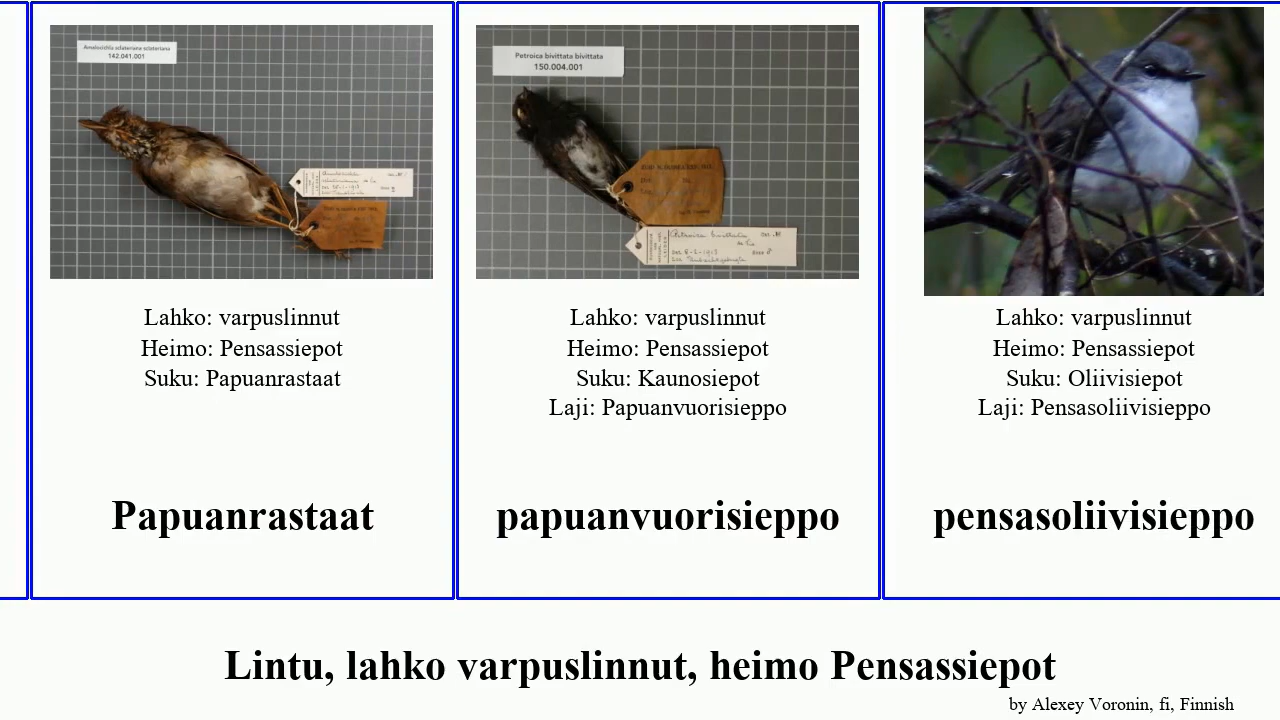 Amalocichla sclateriana sclateriana
142.041.001
Lahko: varpuslinnut
Heimo: Pensassiepot
Suku: Papuanrastaat
Papuanrastaat
Petroica bivittata bivittata
150.004.001
Lahko: varpuslinnut
Heimo: Pensassiepot
Suku: Kaunosiepot
Laji: Papuanvuorisieppo
papuanvuorisieppo
Lahko: varpuslinnut
Heimo: Pensassiepot
Suku: Oliivisiepot
Laji: Pensasoliivisieppo
pensasoliivisieppo
Lintu, lahko varpuslinnut, heimo Pensassiepot
by Alexey Voronin, fi, Finnish